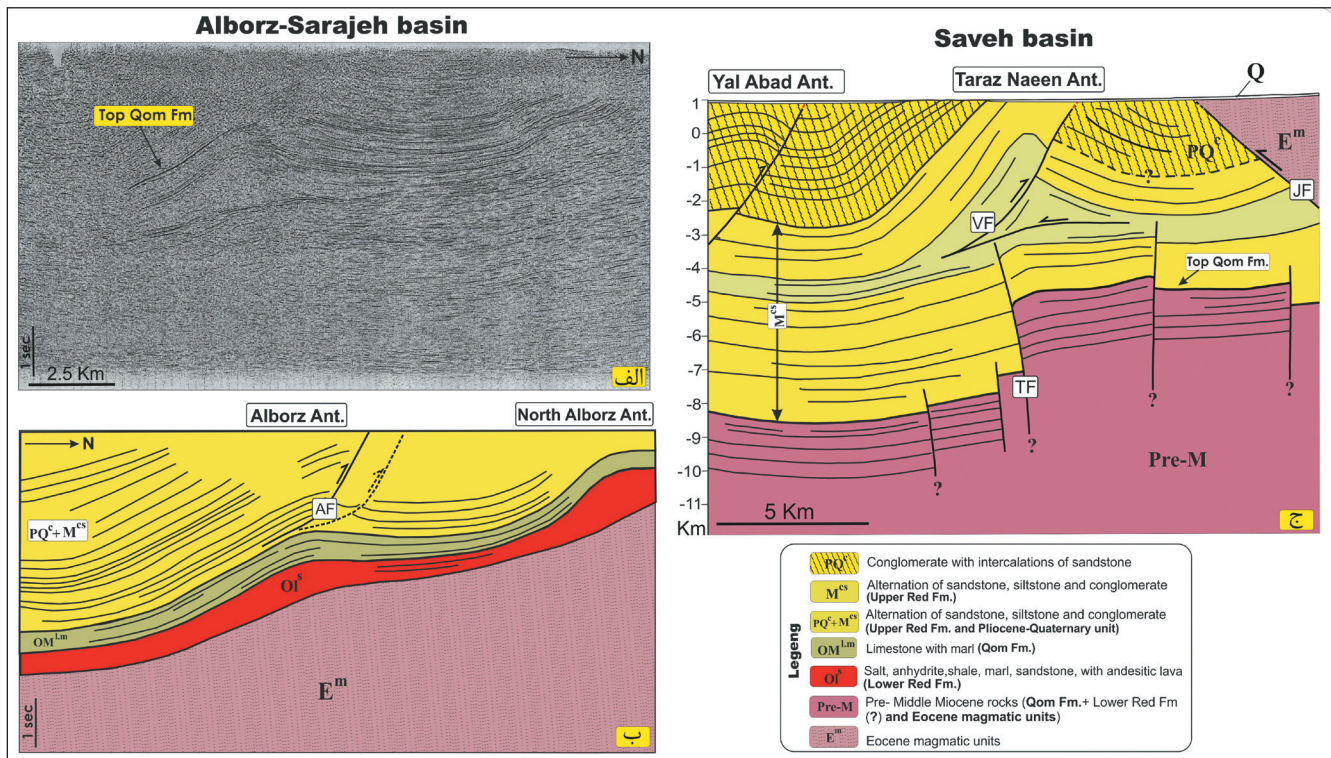 Alborz-Sarajeh basin
N
Top Qom Fm.
1 sec
2.5 Km
الف
Alborz Ant.
North Alborz Ant.
N
AF
PQᶜ+ Mᶜˢ
Olˢ
OMˡ·ᵐ
Eᵐ
1 sec
ب
Saveh basin
Yal Abad Ant.
Taraz Naeen Ant.
Q
1
0
-1
-2
-3
-4
-5
-6
-7
-8
-9
-10
-11
Km
PQᶜ
?
Eᵐ
JF
VF
Top Qom Fm.
Mᶜˢ
TF
?
?
?
?
Pre-M
5 Km
ج
Legeng
PQᶜ Conglomerate with intercalations of sandstone
Mᶜˢ Alternation of sandstone, siltstone and conglomerate
(Upper Red Fm.)
PQᶜ+Mᶜˢ Alternation of sandstone, siltstone and conglomerate
(Upper Red Fm. and Pliocene-Quaternary unit)
OMˡ·ᵐ Limestone with marl (Qom Fm.)
Olˢ Salt, anhydrite,shale, marl, sandstone, with andesitic lava
(Lower Red Fm.)
Pre-M Pre- Middle Miocene rocks (Qom Fm.+ Lower Red Fm
(?) and Eocene magmatic units)
Eᵐ Eocene magmatic units